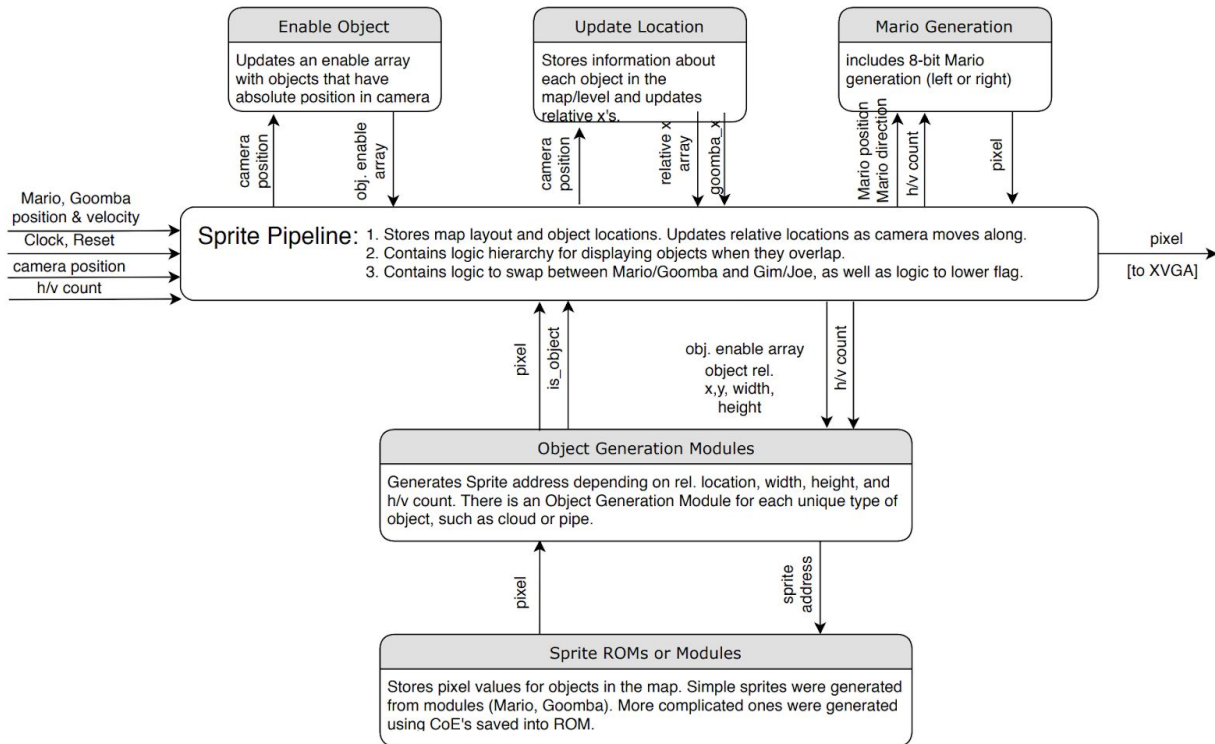 Enable Object
Updates an enable array
with objects that have
absolute position in camera
Update Location
Stores information about
each object in the
map/level and updates
relative x's.
Mario Generation
includes 8-bit Mario
generation (left or right)
camera
position
obj. enable
array
camera
position
relative x
array
goomba_x
Mario position
Mario direction
h/v count
pixel
Mario, Goomba
position & velocity
Clock, Reset
camera position
h/v count
Sprite Pipeline:
1. Stores map layout and object locations. Updates relative locations as camera moves along.
2. Contains logic hierarchy for displaying objects when they overlap.
3. Contains logic to swap between Mario/Goomba and Gim/Joe, as well as logic to lower flag.
pixel
[to XVGA]
pixel
is_object
obj. enable array
object rel.
x,y, width,
height
h/v count
Object Generation Modules
Generates Sprite address depending on rel. location, width, height, and
h/v count. There is an Object Generation Module for each unique type of
object, such as cloud or pipe.
pixel
sprite
address
Sprite ROMs or Modules
Stores pixel values for objects in the map. Simple sprites were generated
from modules (Mario, Goomba). More complicated ones were generated
using CoE's saved into ROM.